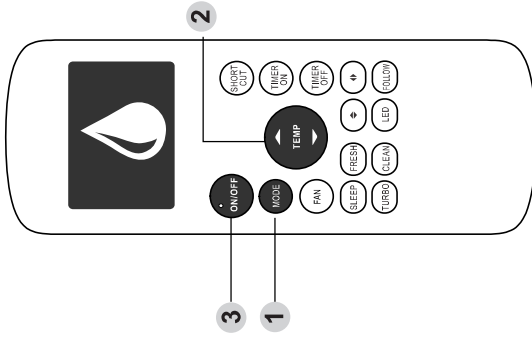 2
3
1
ON/OFF
MODE
FAN
TEMP
SHORT
CUT
TIMER
ON
TIMER
OFF
SLEEP
FRESH
TURBO
CLEAN
LED
FOLLOW